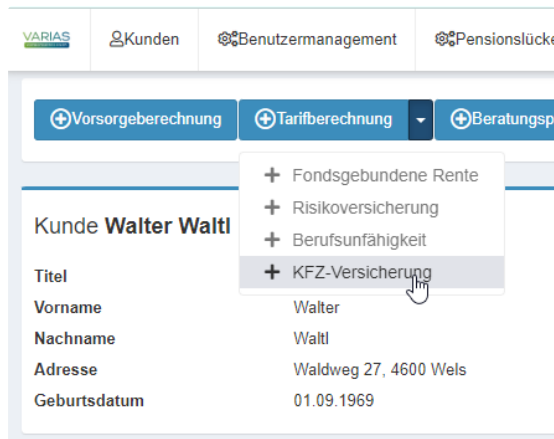 VARIAS
Kunden Benutzermanagement Pensionslücke
Vorsorgeberechnung Tarifberechnung Beratungsp
Fondsgebundene Rente
Risikoversicherung
Berufsunfähigkeit
KFZ-Versicherung
Kunde Walter Waltl
Titel
Vorname Walter
Nachname Waltl
Adresse Waldweg 27, 4600 Wels
Geburtsdatum 01.09.1969